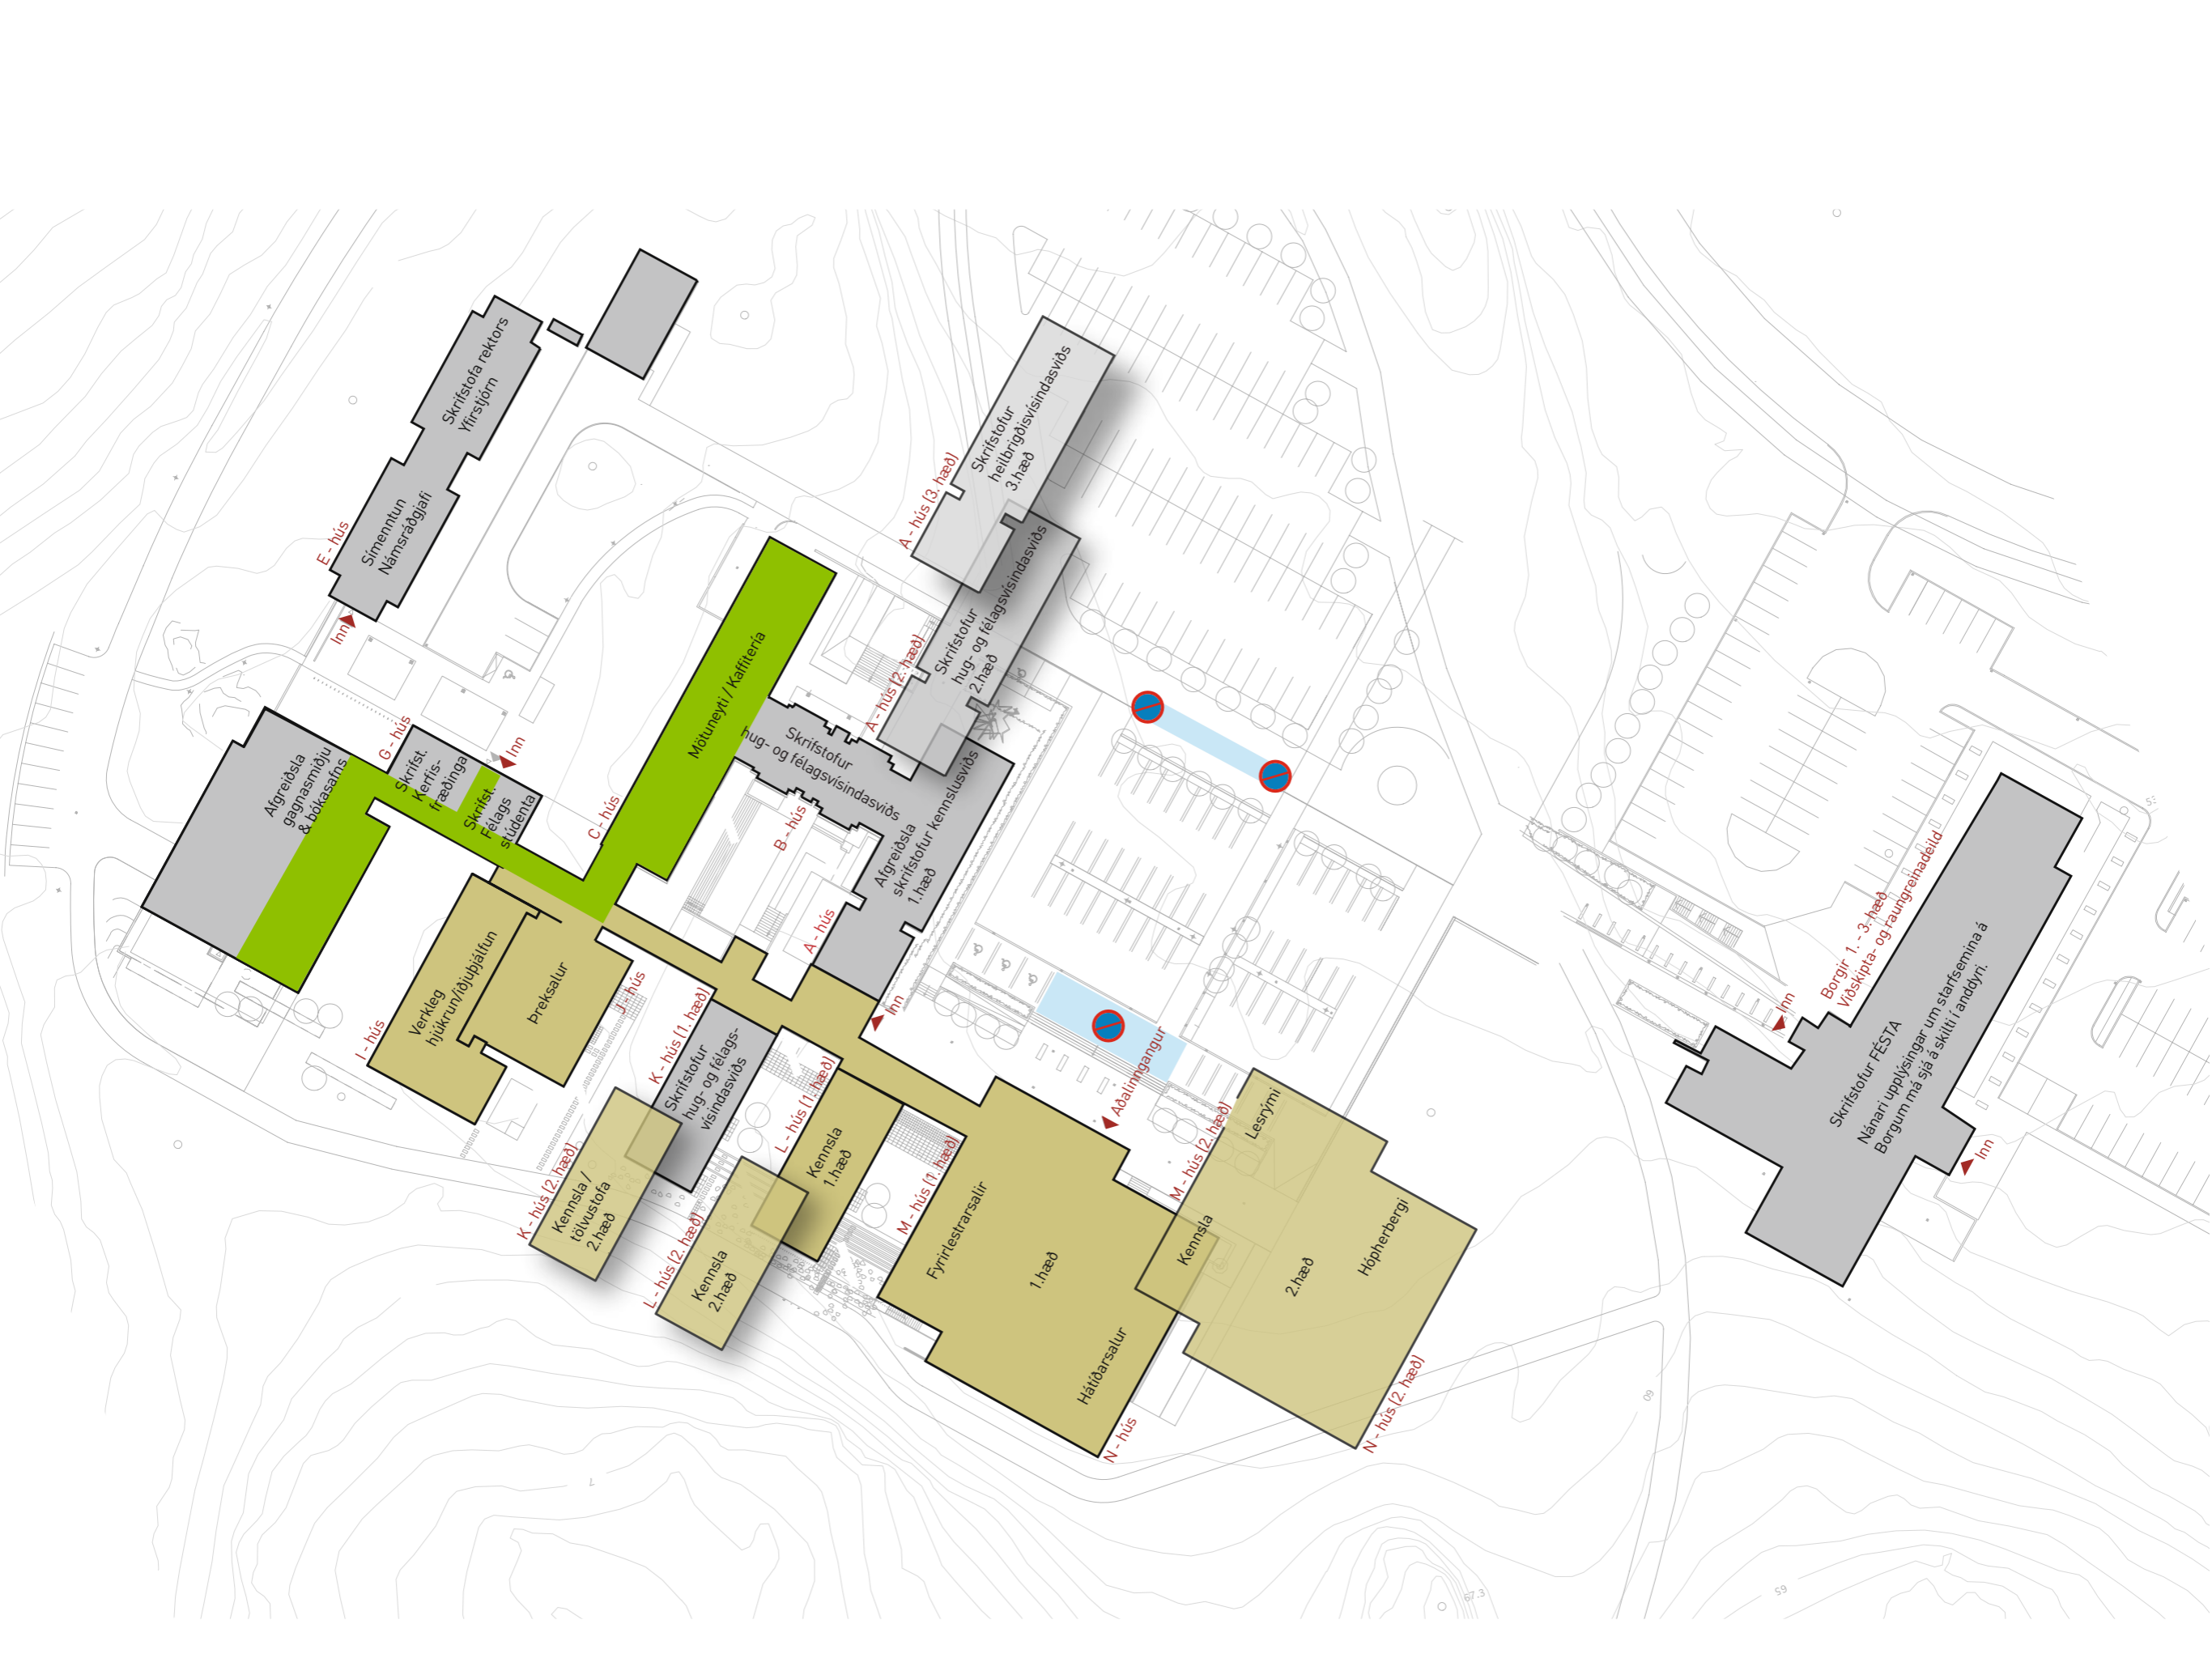 Skrifstofa rektors
Yfirstjórn
Símenntun
Námsráðgjafi
E - hús
Inn
Afgreiðsla
gagnasmiðju
& bókasafns
G - hús
Skrifst.
Kerfis-
fræðinga
Inn
Skrifst.
Félags
stúdenta
C - hús
Mötuneyti / Kaffitería
Skrifstofur
hug- og félagsvísindasviðs
B - hús
A - hús (3. hæð)
Skrifstofur
heilbrigðisvísindasviðs
3.hæð
A - hús (2. hæð)
Skrifstofur
hug- og félagsvísindasviðs
2.hæð
Afgreiðsla
skrifstofur kennslusviðs
1.hæð
A - hús
Inn
I - hús
Verkleg
hjúkrun/iðjuþjálfun
Þreksalur
J - hús
K - hús (1. hæð)
Skrifstofur
hug- og félags-
vísindasviðs
K - hús (2. hæð)
Kennsla /
tölvustofa
2.hæð
L - hús (1. hæð)
Kennsla
1.hæð
L - hús (2. hæð)
Kennsla
2.hæð
M - hús (1. hæð)
Fyrirlestrarsalir
1.hæð
Hátíðarsalur
N - hús
Aðalinngangur
M - hús (2. hæð)
Lesrými
Kennsla
2.hæð
Hópherbergi
N - hús (2. hæð)
Borgir 1. - 3. hæð
Viðskipta- og raungreinadeild
Inn
Skrifstofur FÉSTA
Nánari upplýsingar um starfsemina á
Borgum má sjá á skilti í anddyri.
Inn
60
67.3
65